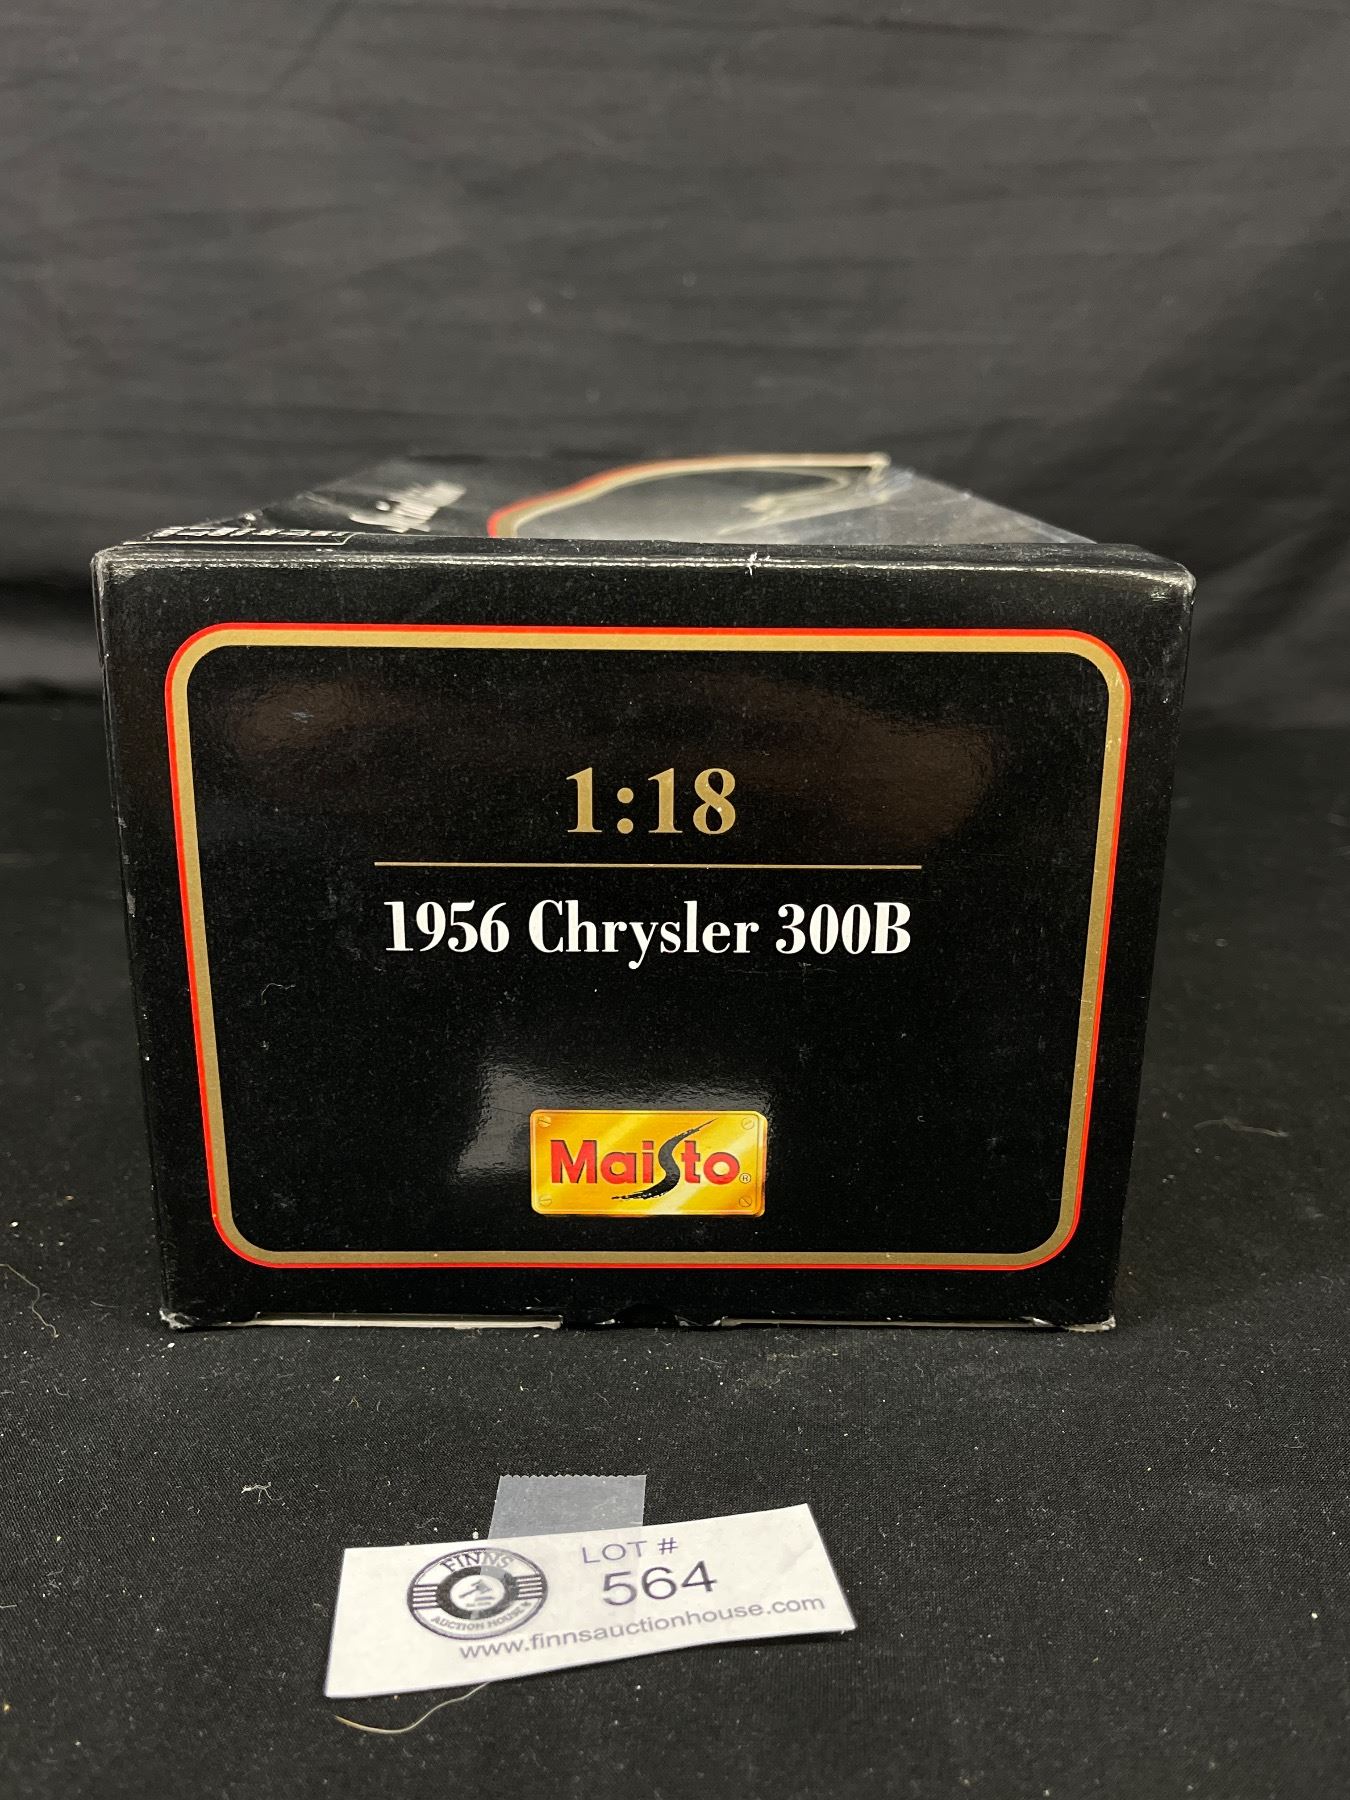 1:18
1956 Chrysler 300B
MaiSto®
LOT #
FINNS
564
AUCTION HOUSE
www.finnsauctionhouse.com